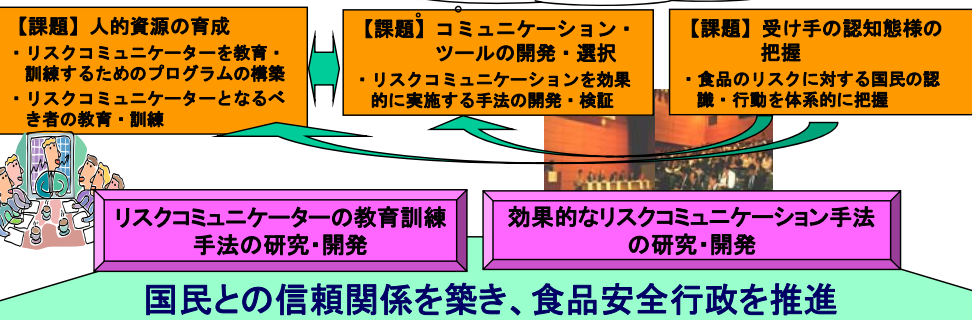 【課題】人的資源の育成
・リスクコミュニケーターを教育・
訓練するためのプログラムの構築
・リスクコミュニケーターとなるべ
き者の教育・訓練
【課題】コミュニケーション・
ツールの開発・選択
・リスクコミュニケーションを効果
的に実施する手法の開発・検証
【課題】受け手の認知態様の
把握
・食品のリスクに対する国民の認
識・行動を体系的に把握
リスクコミュニケーターの教育訓練
手法の研究・開発
効果的なリスクコミュニケーション手法
の研究・開発
国民との信頼関係を築き、食品安全行政を推進